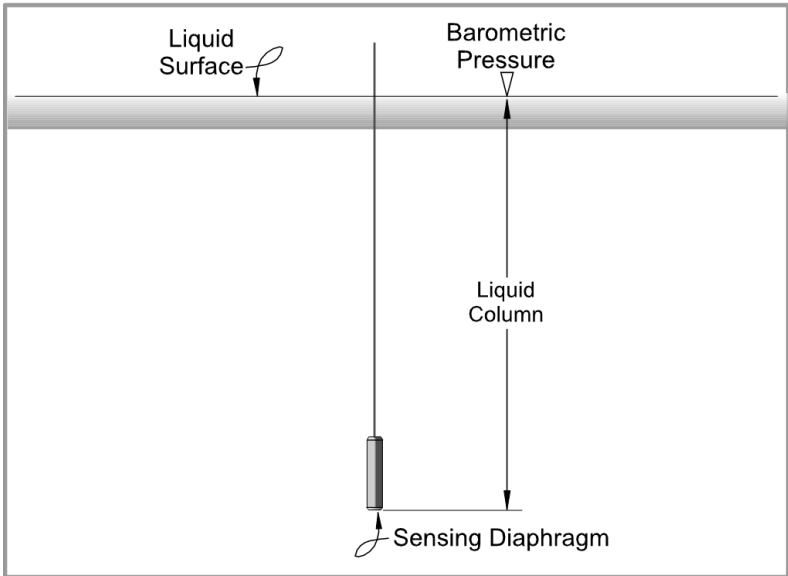 Liquid
Surface
Barometric
Pressure
Liquid
Column
Sensing Diaphragm